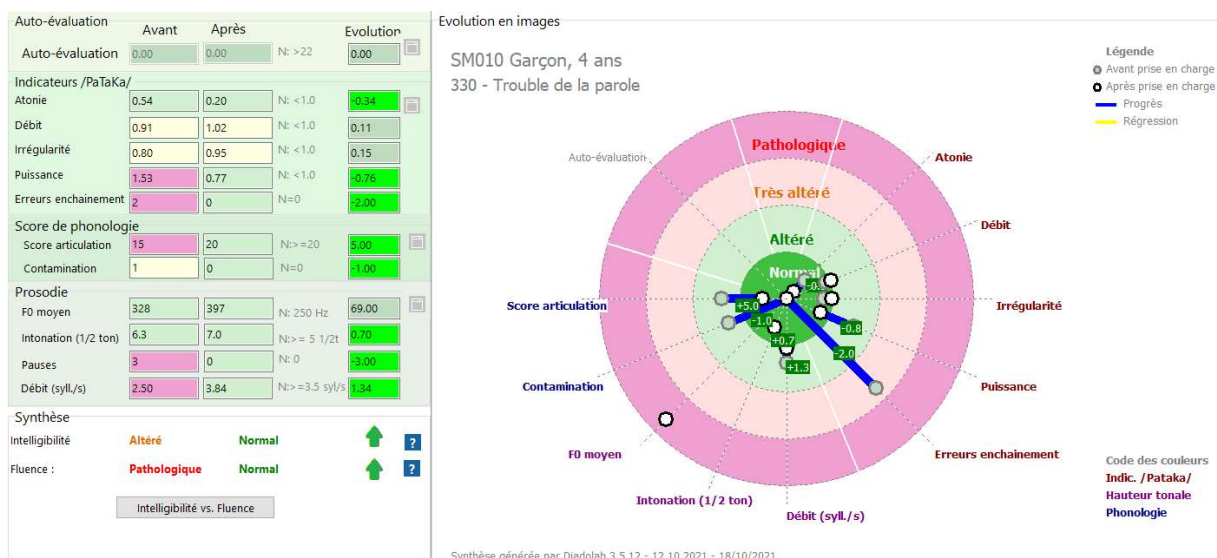 Auto-évaluation
Avant Après Evolution
Auto-évaluation 0.00 0.00 N: >22 0.00
Indicateurs /PaTaKa/
Atonie 0.54 0.20 N: <1.0 -0.34
Débit 0.91 1.02 N: <1.0 0.11
Irrégularité 0.80 0.95 N: <1.0 0.15
Puissance 1.53 0.77 N: <1.0 -0.76
Erreurs enchainement 2 0 N=0 -2.00
Score de phonologie
Score articulation 15 20 N:>=20 5.00
Contamination 1 0 N=0 -1.00
Prosodie
F0 moyen 328 397 N: 250 Hz 69.00
Intonation (1/2 ton) 6.3 7.0 N:>= 5 1/2t 0.70
Pauses 3 0 N: 0 -3.00
Débit (syll./s) 2.50 3.84 N:>=3.5 syl/s 1.34
Synthèse
Intelligibilité Altéré Normal ?
Fluence : Pathologique Normal ?
Intelligibilité vs. Fluence
Evolution en images
SM010 Garçon, 4 ans
330 - Trouble de la parole
Légende
Avant prise en charge
Après prise en charge
Progrès
Régression
Pathologique
Auto-évaluation
Atonie
Très altéré
Débit
Altéré
Normal
Score articulation
Irrégularité
+5.0
-1.0
-0.8
+0.7
-2.0
+1.3
Contamination
Puissance
F0 moyen
Erreurs enchainement
Intonation (1/2 ton)
Débit (syll./s)
Code des couleurs
Indic. /Pataka/
Hauteur tonale
Phonologie
Synthèse générée par Diadolab 3.5.12 - 12.10.2021 - 18/10/2021